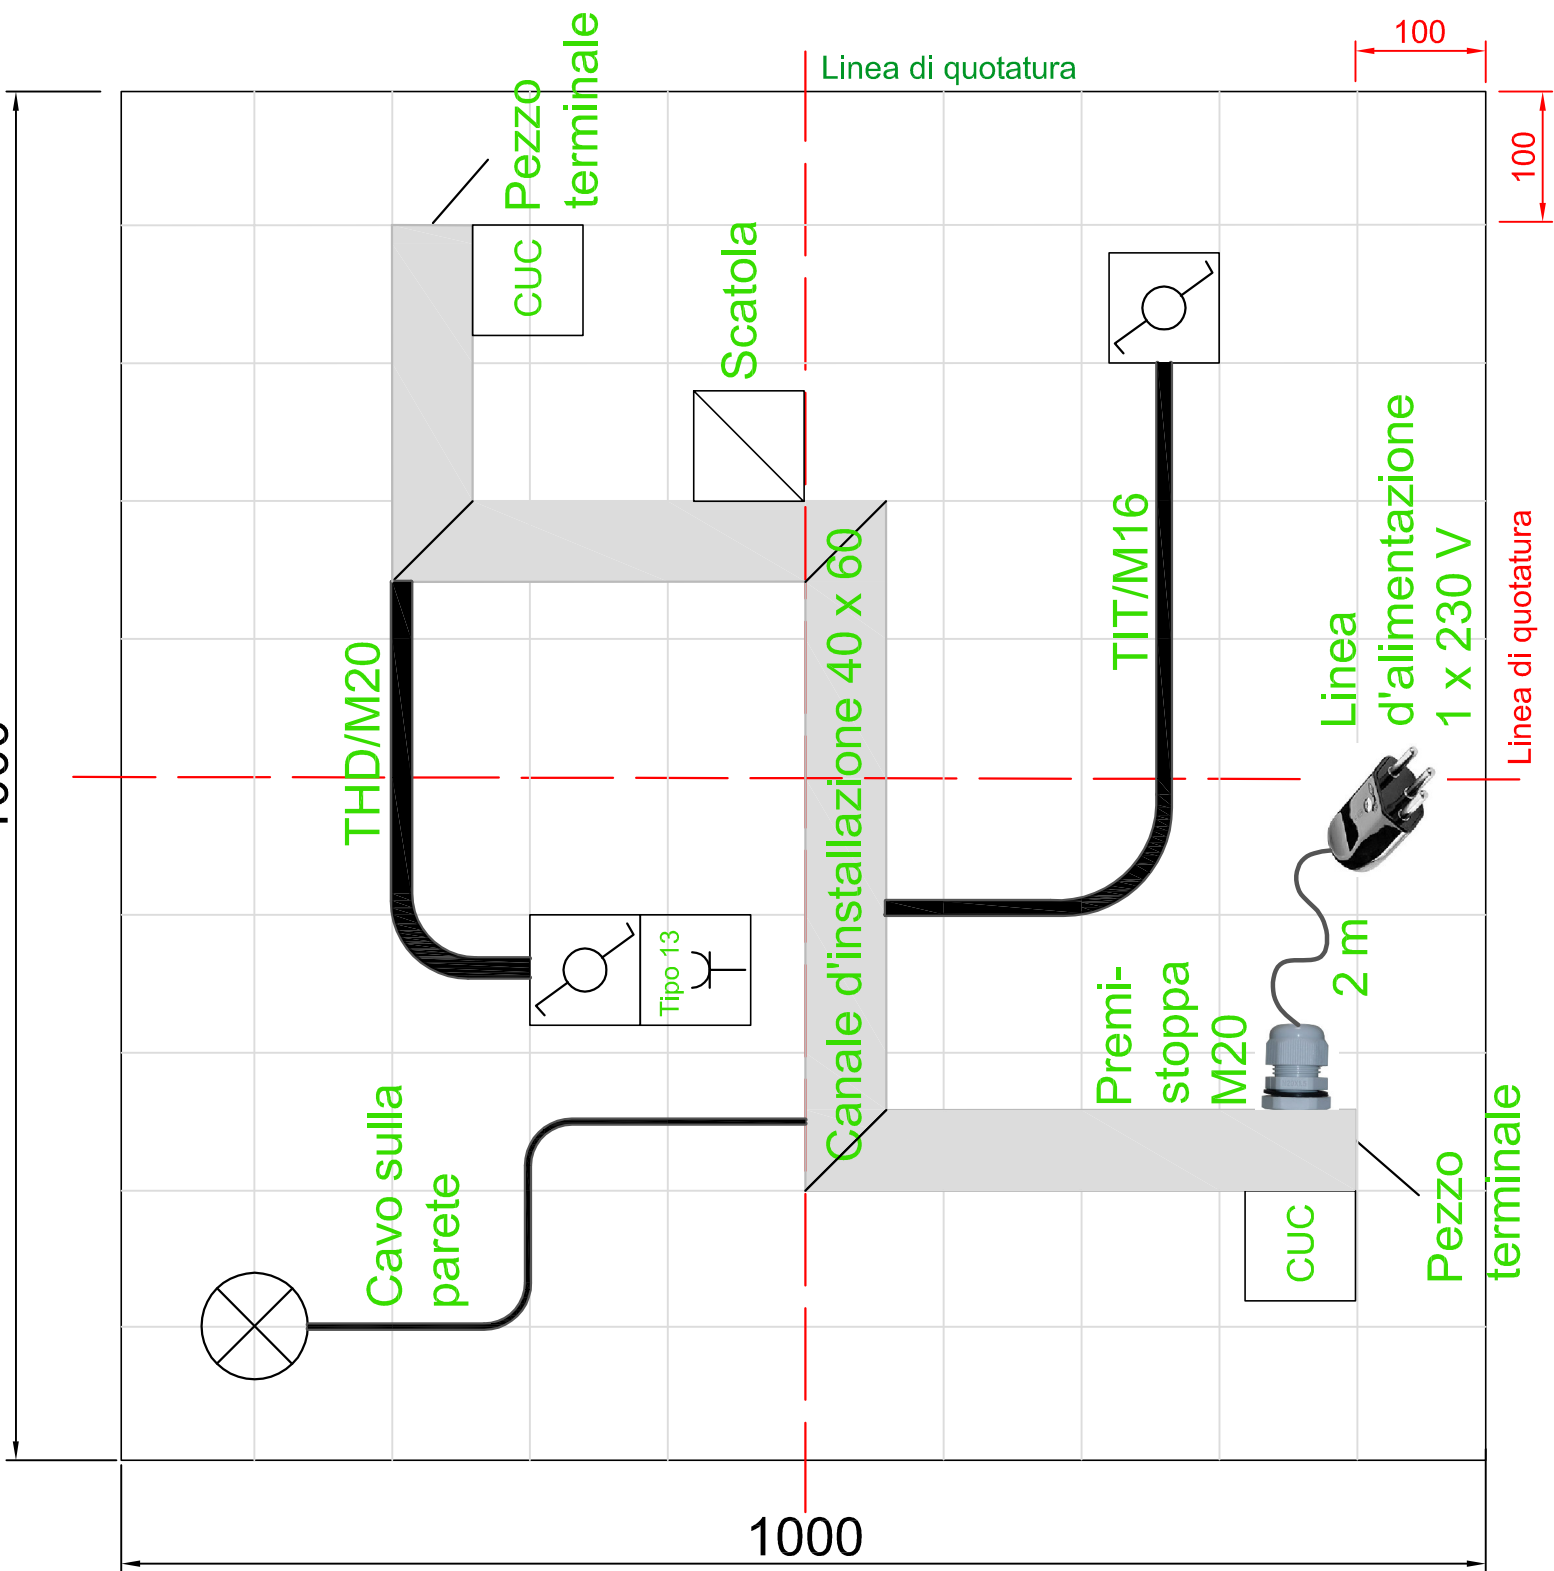 100
Linea di quotatura
100
Pezzo
terminale
CUC
Scatola
TIT/M16
Linea
d'alimentazione
1 x 230 V
Linea di quotatura
THD/M20
Canale d'installazione 40 x 60
Tipo 13
2 m
Premi-
stoppa
M20
Cavo sulla
parete
Pezzo
terminale
CUC
1000